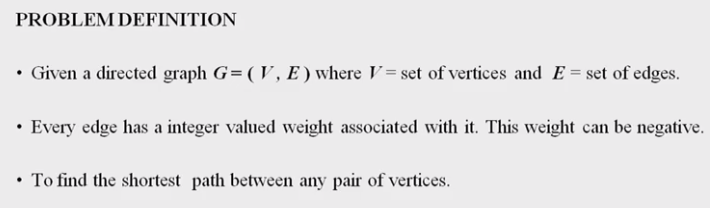 PROBLEM DEFINITION
• Given a directed graph G = ( V , E ) where V = set of vertices and E = set of edges.
• Every edge has a integer valued weight associated with it. This weight can be negative.
• To find the shortest path between any pair of vertices.